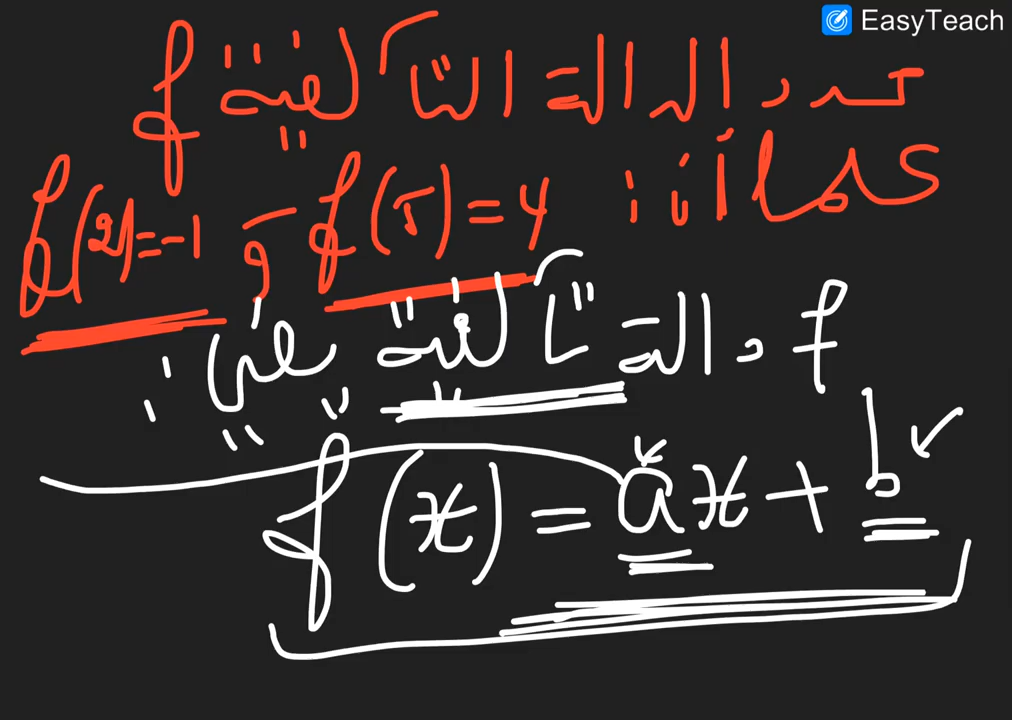 EasyTeach
حدد الدالة التآلفية f
علما أن : f(5)=4 و f(2)=-1
f دالة تآلفية يعني :
f(x) = ax + b